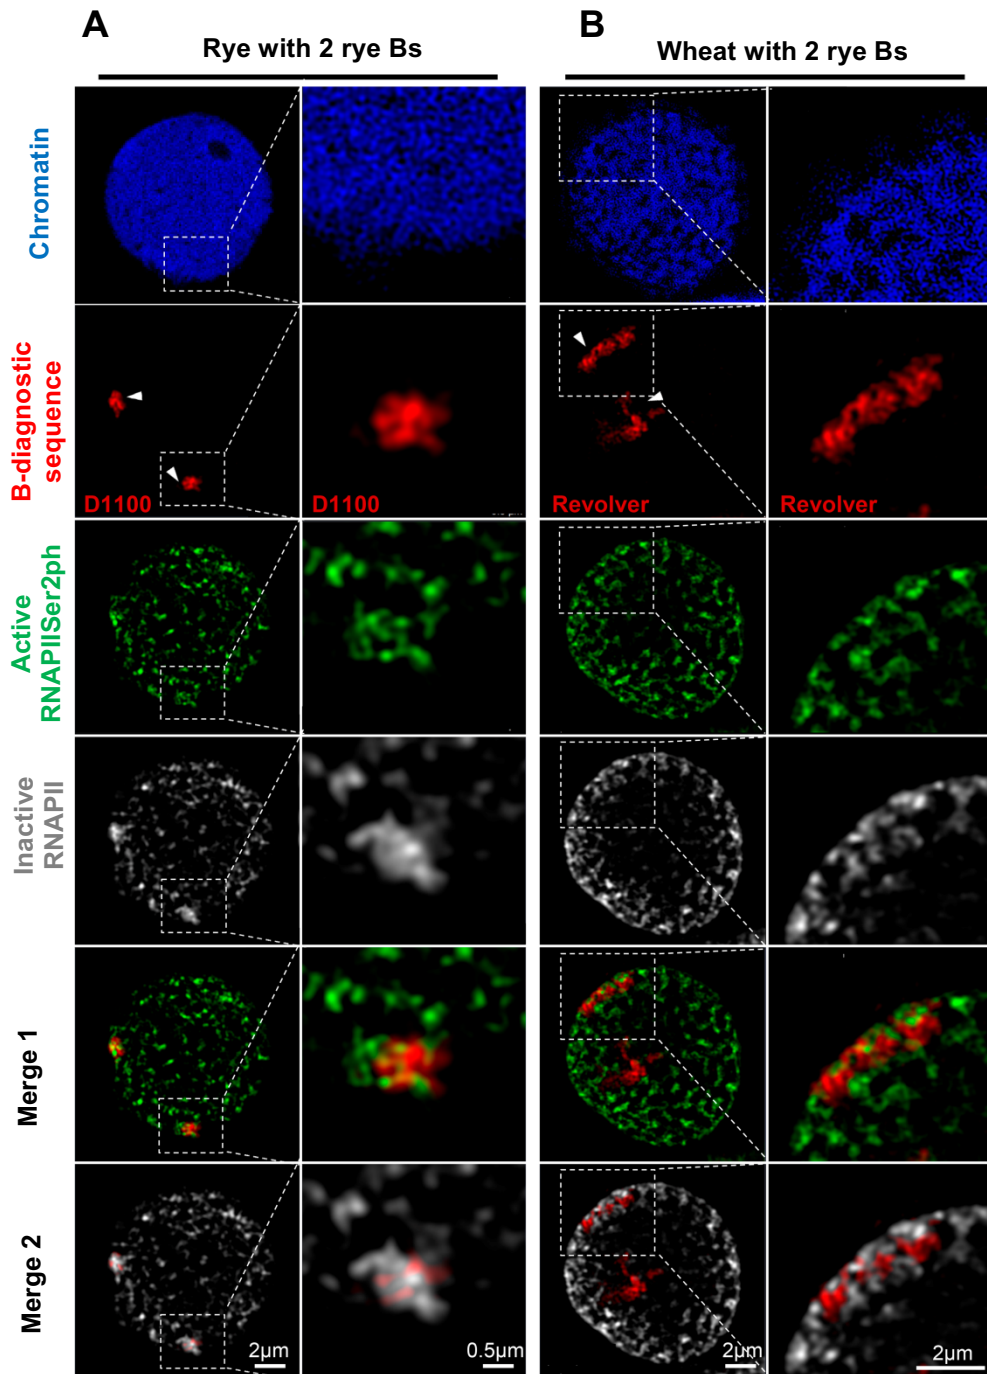 A
B
Rye with 2 rye Bs
Wheat with 2 rye Bs
Chromatin
B-diagnostic
sequence
D1100
D1100
Revolver
Revolver
Active
RNAPIISer2ph
Inactive
RNAPII
Merge 1
Merge 2
2µm
0.5µm
2µm
2µm